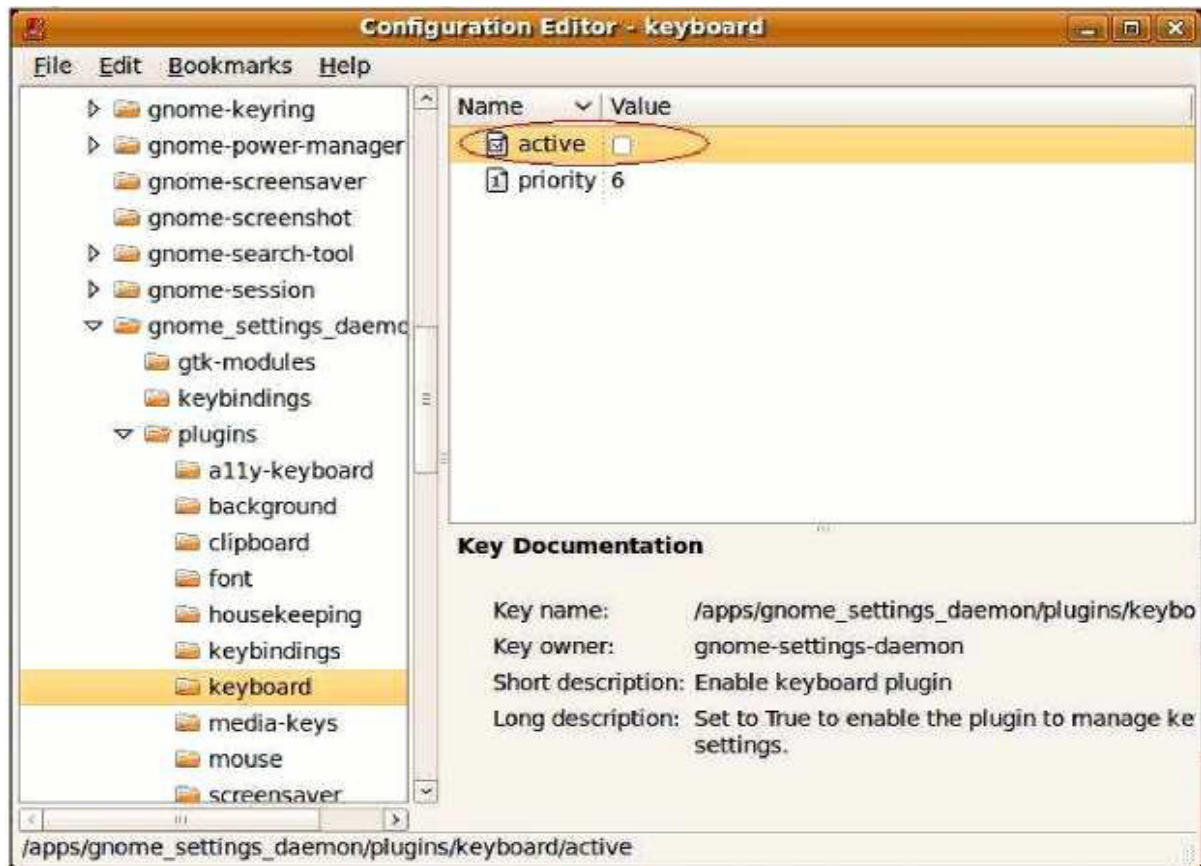 Configuration Editor - keyboard
File Edit Bookmarks Help
gnome-keyring
gnome-power-manager
gnome-screensaver
gnome-screenshot
gnome-search-tool
gnome-session
gnome_settings_daemo
gtk-modules
keybindings
plugins
a11y-keyboard
background
clipboard
font
housekeeping
keybindings
keyboard
media-keys
mouse
screensaver
Name Value
active
priority 6
Key Documentation
Key name: /apps/gnome_settings_daemon/plugins/keybo
Key owner: gnome-settings-daemon
Short description: Enable keyboard plugin
Long description: Set to True to enable the plugin to manage ke
settings.
/apps/gnome_settings_daemon/plugins/keyboard/active